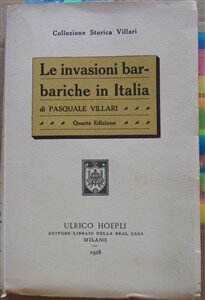 Collezione Storica Villari
Le invasioni bar-
bariche in Italia
di PASQUALE VILLARI
Quarta Edizione
ULRICO HOEPLI
EDITORE LIBRAIO DELLA REAL CASA
MILANO
1928